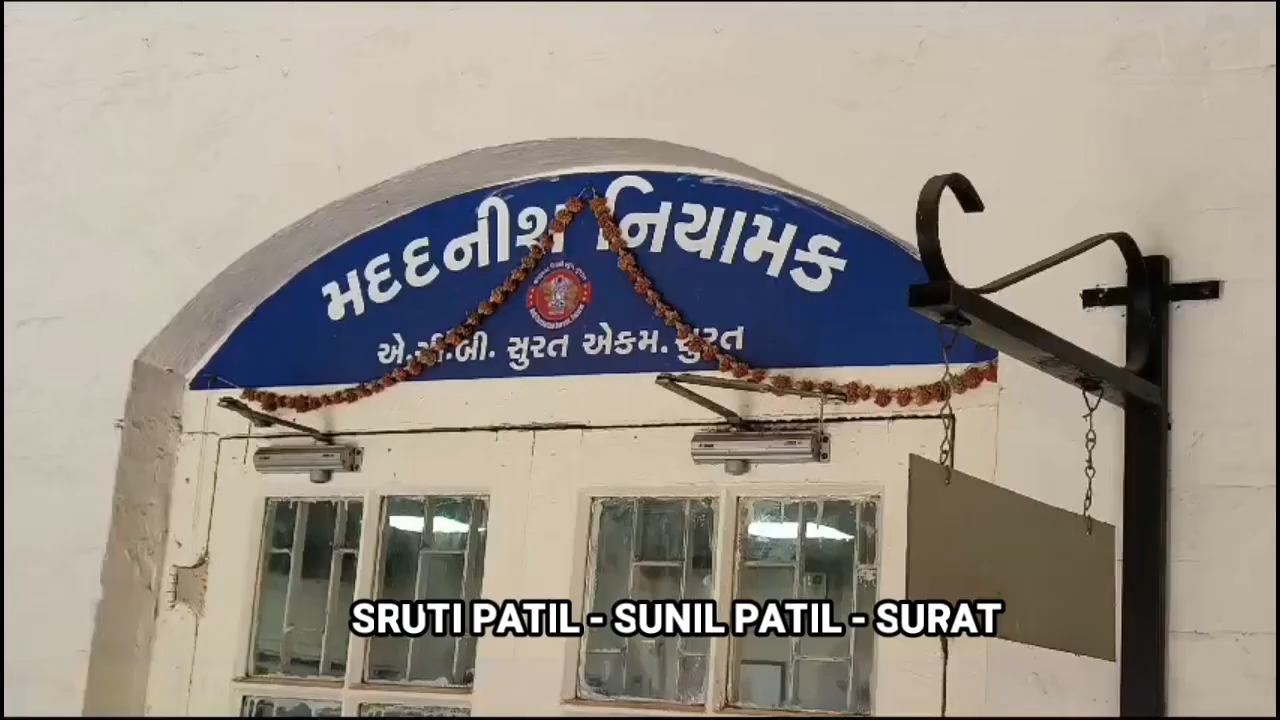 મદદનીશ નિયામક
એ.સી.બી. સુરત એકમ. સુરત
SRUTI PATIL - SUNIL PATIL - SURAT